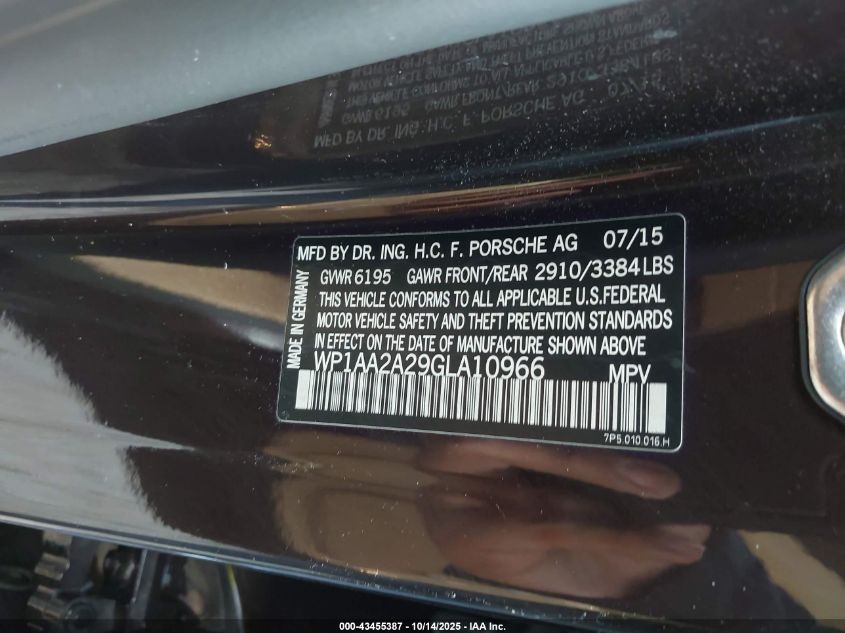 MFD BY DR. ING. H.C. F. PORSCHE AG 07/15
GVWR 6195 GAWR FRONT/REAR 2910/3384 LBS
THIS VEHICLE CONFORMS TO ALL APPLICABLE U.S.FEDERAL
MOTOR VEHICLE SAFETY AND THEFT PREVENTION STANDARDS
IN EFFECT ON THE DATE OF MANUFACTURE SHOWN ABOVE.
WP1AA2A29GLA10966 MPV
MADE IN GERMANY
7P5.010.016.H
000-43455387 - 10/14/2025 - IAA Inc.